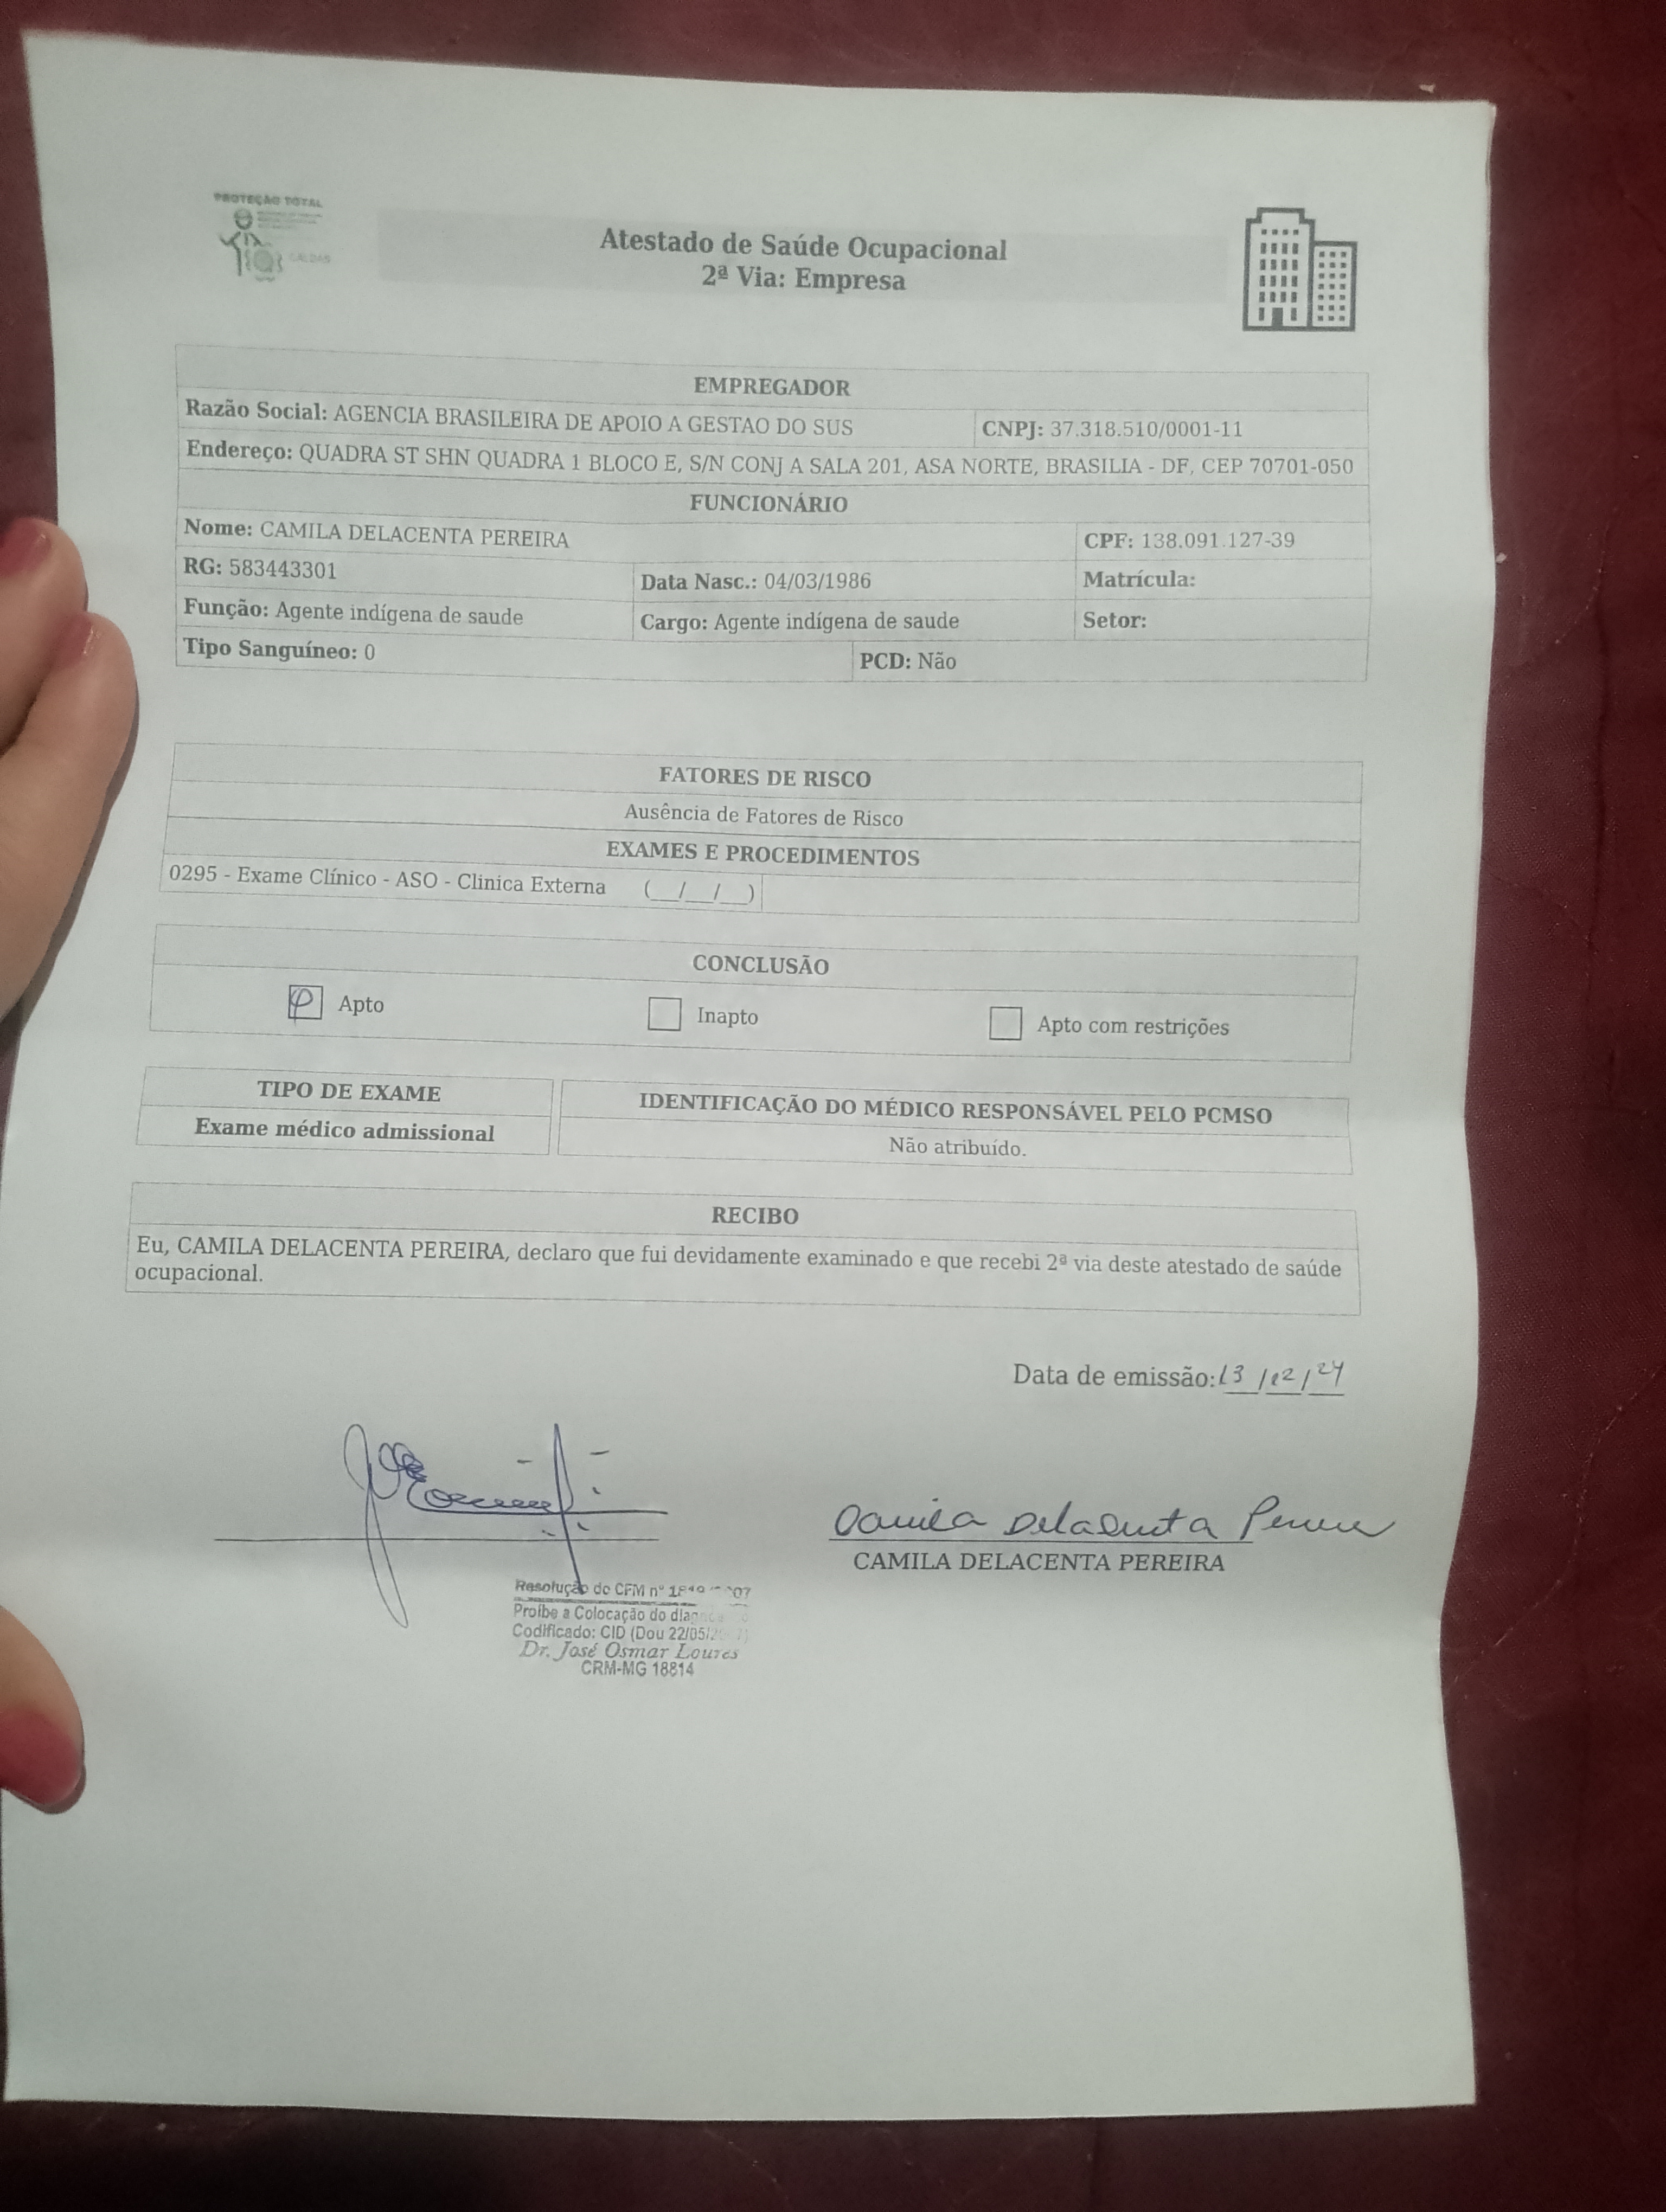 PROTEÇÃO TOTAL
CALDAS
Atestado de Saúde Ocupacional
2ª Via: Empresa
EMPREGADOR
Razão Social: AGENCIA BRASILEIRA DE APOIO A GESTAO DO SUS CNPJ: 37.318.510/0001-11
Endereço: QUADRA ST SHN QUADRA 1 BLOCO E, S/N CONJ A SALA 201, ASA NORTE, BRASILIA - DF, CEP 70701-050
FUNCIONÁRIO
Nome: CAMILA DELACENTA PEREIRA CPF: 138.091.127-39
RG: 583443301 Data Nasc.: 04/03/1986 Matrícula:
Função: Agente indígena de saude Cargo: Agente indígena de saude Setor:
Tipo Sanguíneo: 0 PCD: Não
FATORES DE RISCO
Ausência de Fatores de Risco
EXAMES E PROCEDIMENTOS
0295 - Exame Clínico - ASO - Clinica Externa (__/__/__)
CONCLUSÃO
Apto Inapto Apto com restrições
TIPO DE EXAME
Exame médico admissional
IDENTIFICAÇÃO DO MÉDICO RESPONSÁVEL PELO PCMSO
Não atribuído.
RECIBO
Eu, CAMILA DELACENTA PEREIRA, declaro que fui devidamente examinado e que recebi 2ª via deste atestado de saúde
ocupacional.
Data de emissão: 13/12/24
Camila Delacenta Pereira
CAMILA DELACENTA PEREIRA
Resolução do CFM nº
Proíbe a Colocação do
Codificado: CID (Dou 22/05/
Dr. José Osmar Loures
CRM-MG 18814